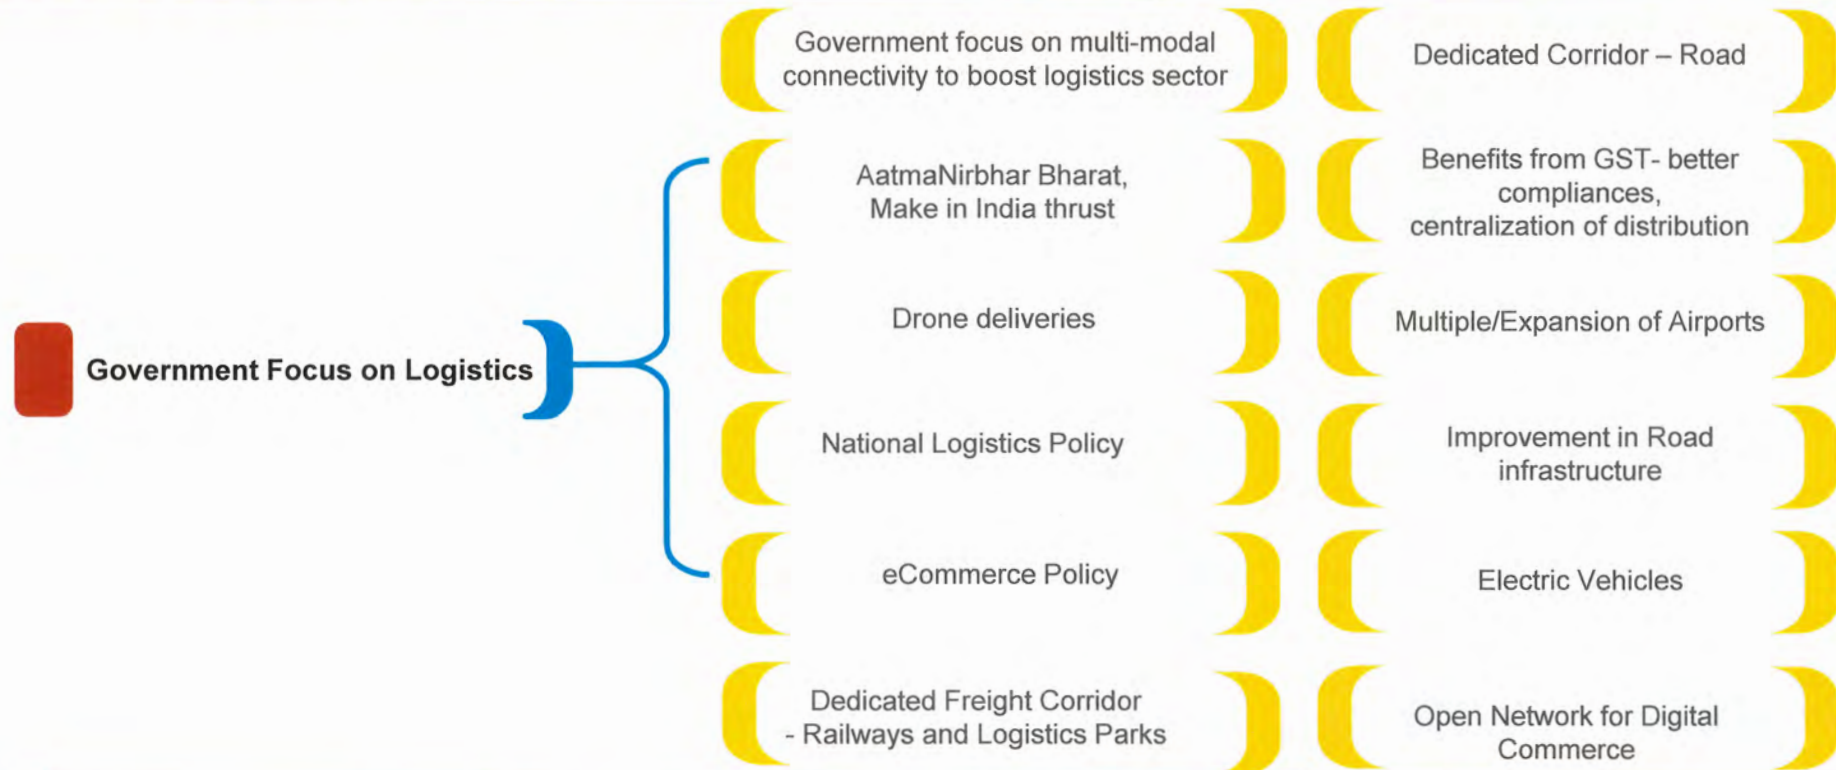 Government Focus on Logistics
Government focus on multi-modal
connectivity to boost logistics sector
Dedicated Corridor – Road
AatmaNirbhar Bharat,
Make in India thrust
Benefits from GST- better
compliances,
centralization of distribution
Drone deliveries
Multiple/Expansion of Airports
National Logistics Policy
Improvement in Road
infrastructure
eCommerce Policy
Electric Vehicles
Dedicated Freight Corridor
- Railways and Logistics Parks
Open Network for Digital
Commerce